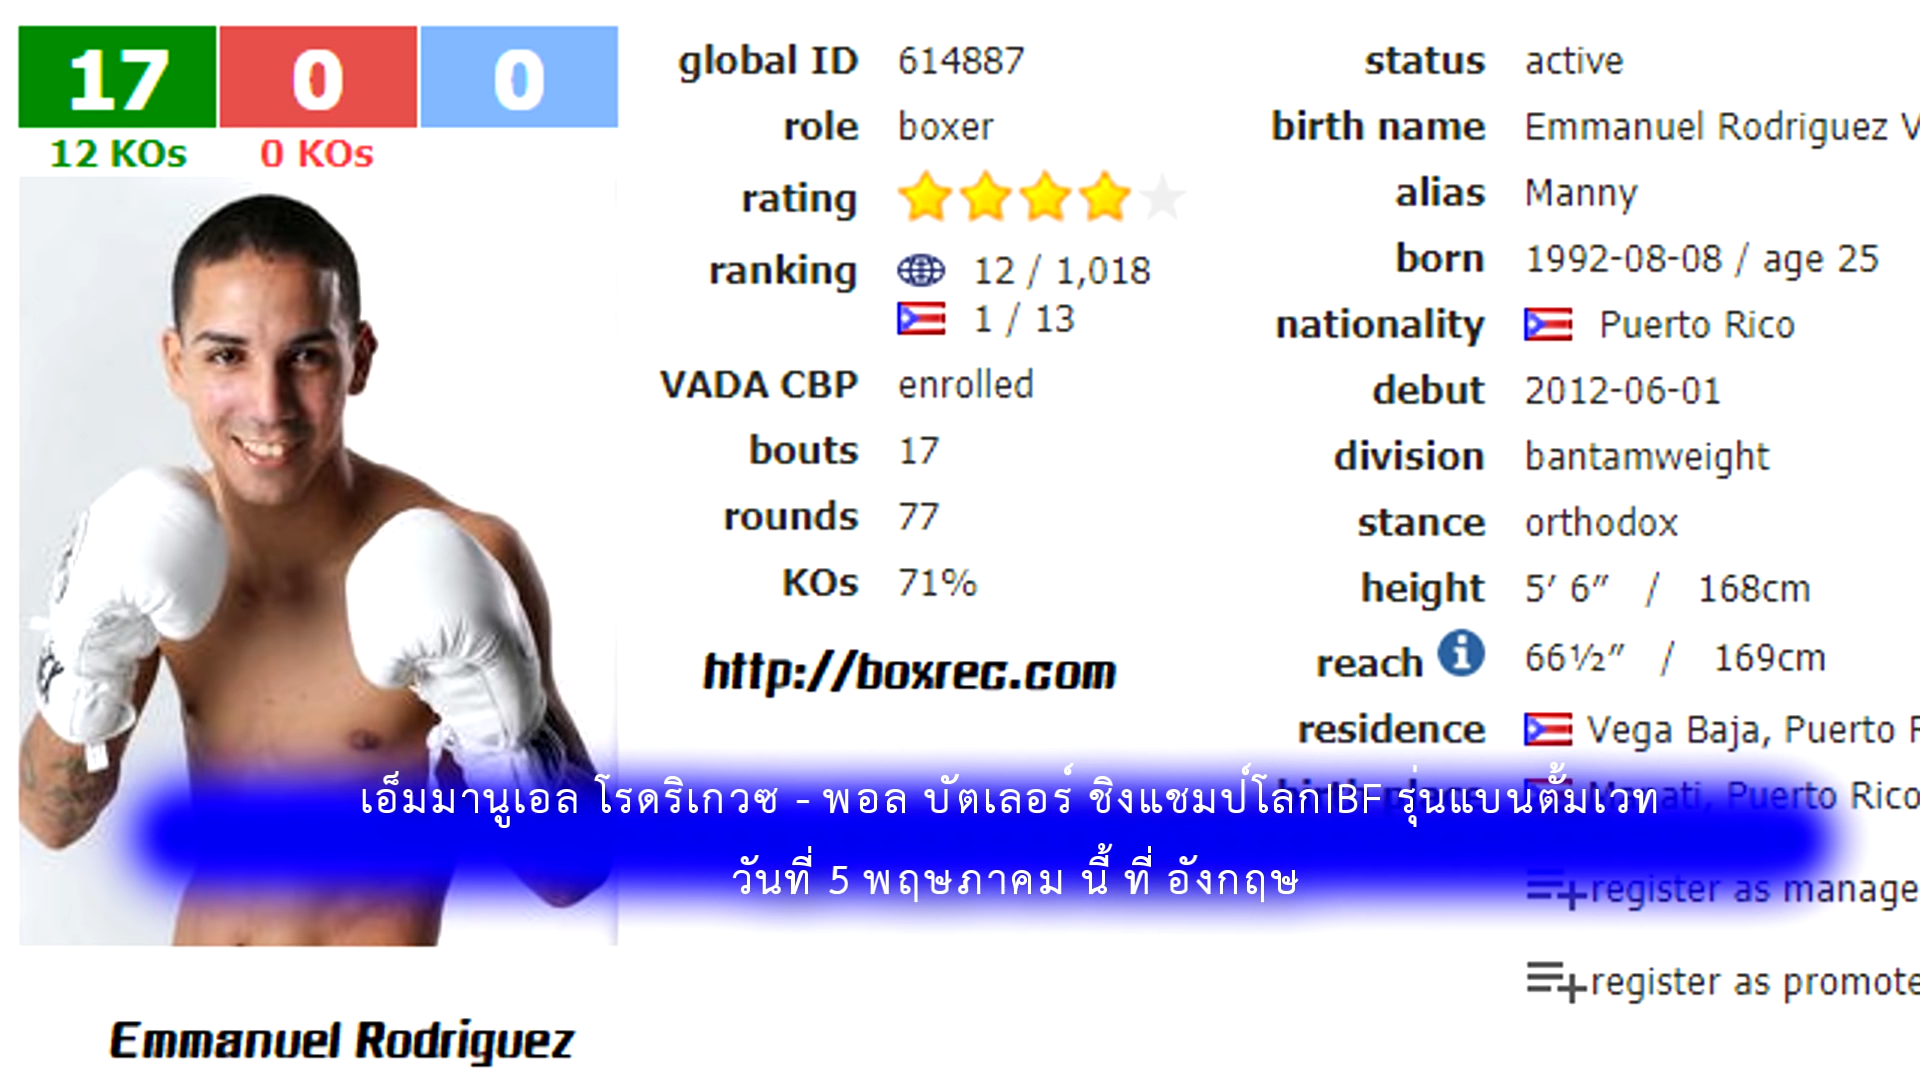 17 0 0
12 KOs 0 KOs
global ID 614887
role boxer
rating
ranking 12 / 1,018
1 / 13
VADA CBP enrolled
bouts 17
rounds 77
KOs 71%
http://boxrec.com
status active
birth name Emmanuel Rodriguez V
alias Manny
born 1992-08-08 / age 25
nationality Puerto Rico
debut 2012-06-01
division bantamweight
stance orthodox
height 5′ 6″ / 168cm
reach i 66½″ / 169cm
residence Vega Baja, Puerto R
Puerto Rico
เอ็มมานูเอล โรดริเกวซ - พอล บัตเลอร์ ชิงแชมป์โลกIBF รุ่นแบนตั้มเวท
วันที่ 5 พฤษภาคม นี้ ที่ อังกฤษ
register as manage
register as promote
Emmanuel Rodriguez